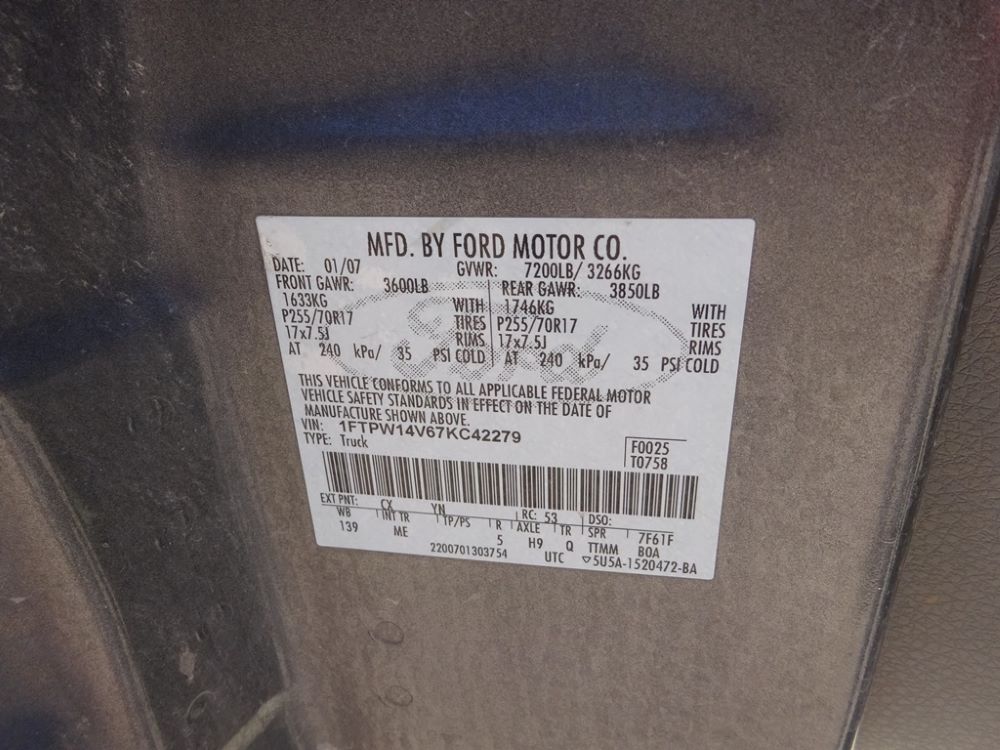 MFD. BY FORD MOTOR CO.
DATE: 01/07 GVWR: 7200LB/ 3266KG
FRONT GAWR: 3600LB REAR GAWR: 3850LB
1633KG WITH 1746KG WITH
P255/70R17 TIRES P255/70R17 TIRES
17x7.5J RIMS 17x7.5J RIMS
AT 240 kPa/ 35 PSI COLD AT 240 kPa/ 35 PSI COLD
Ford
THIS VEHICLE CONFORMS TO ALL APPLICABLE FEDERAL MOTOR
VEHICLE SAFETY STANDARDS IN EFFECT ON THE DATE OF
MANUFACTURE SHOWN ABOVE.
VIN: 1FTPW14V67KC42279
TYPE: Truck
F0025
T0758
EXT PNT: CX YN RC: 53 DSO:
WB INT TR TP/PS R AXLE TR SPR 7F61F
139 ME 5 H9 Q TTMM BOA
2200701303754 UTC ▽5U5A-1520472-BA